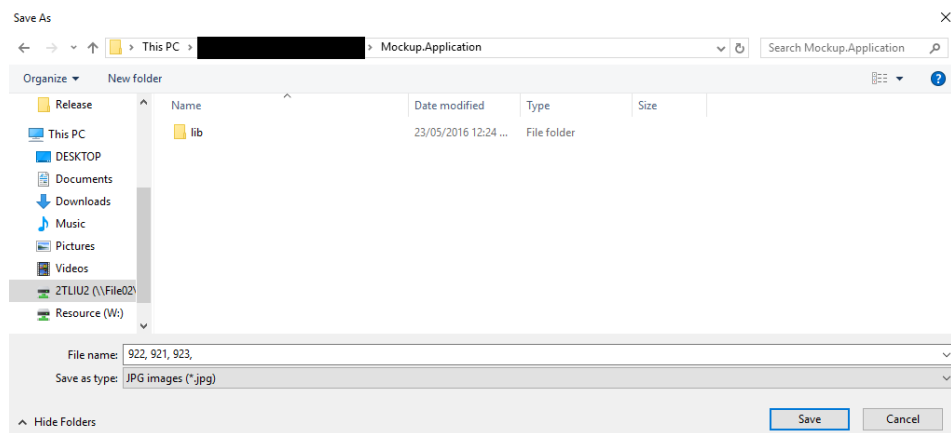 Save As
This PC > > Mockup.Application
Search Mockup.Application
Organize New folder
Name Date modified Type Size
lib 23/05/2016 12:24 ... File folder
Release
This PC
DESKTOP
Documents
Downloads
Music
Pictures
Videos
2TLIU2 (\\File02\
Resource (W:)
File name: 922, 921, 923,
Save as type: JPG images (*.jpg)
Hide Folders
Save Cancel